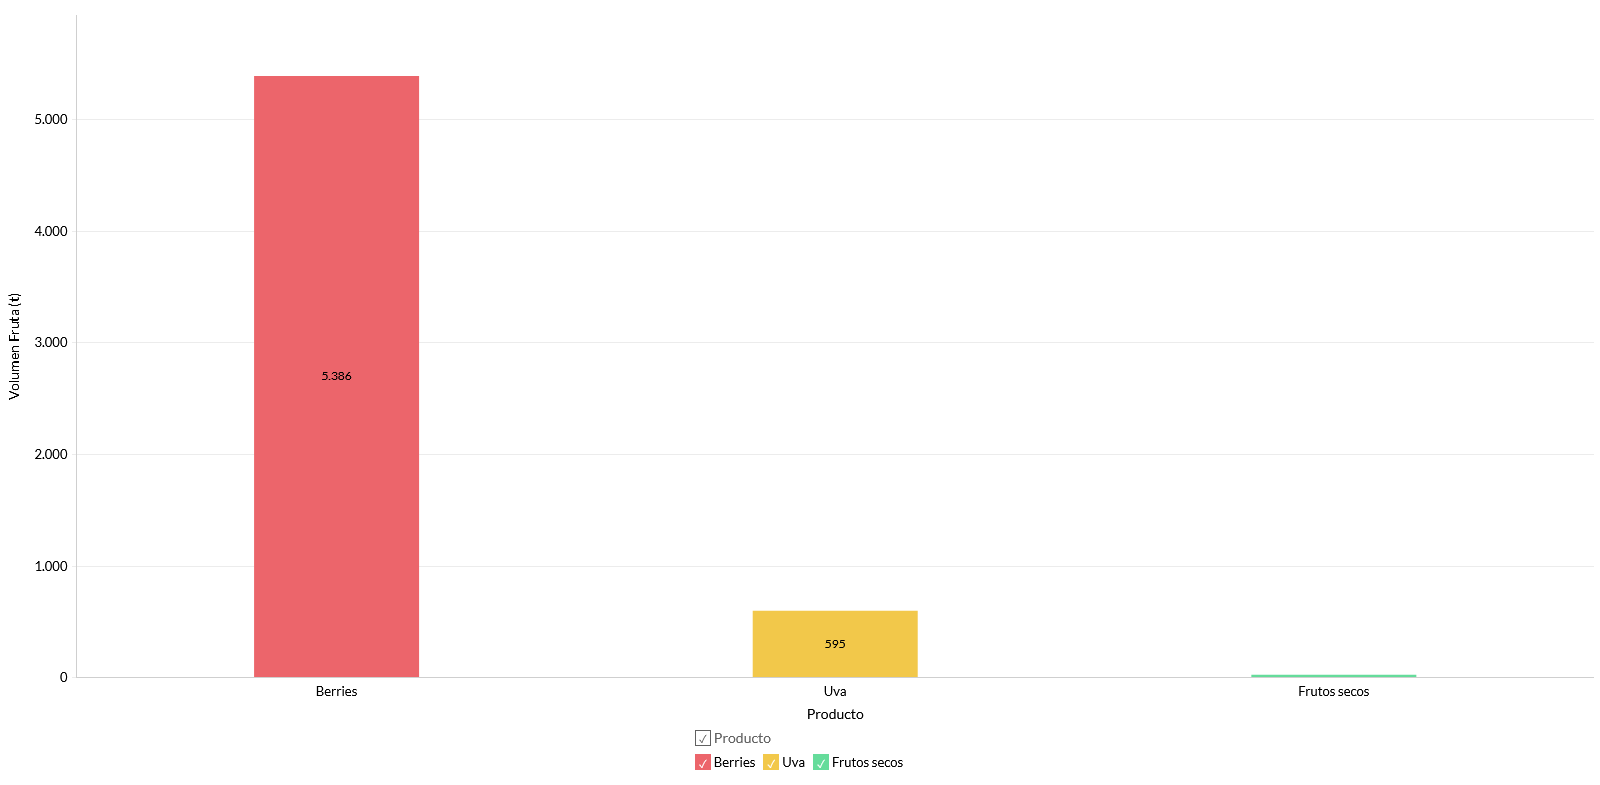 Volumen Fruta (t)
5.000
4.000
3.000
2.000
1.000
0
5.386
595
Berries
Uva
Frutos secos
Producto
Producto
Berries
Uva
Frutos secos